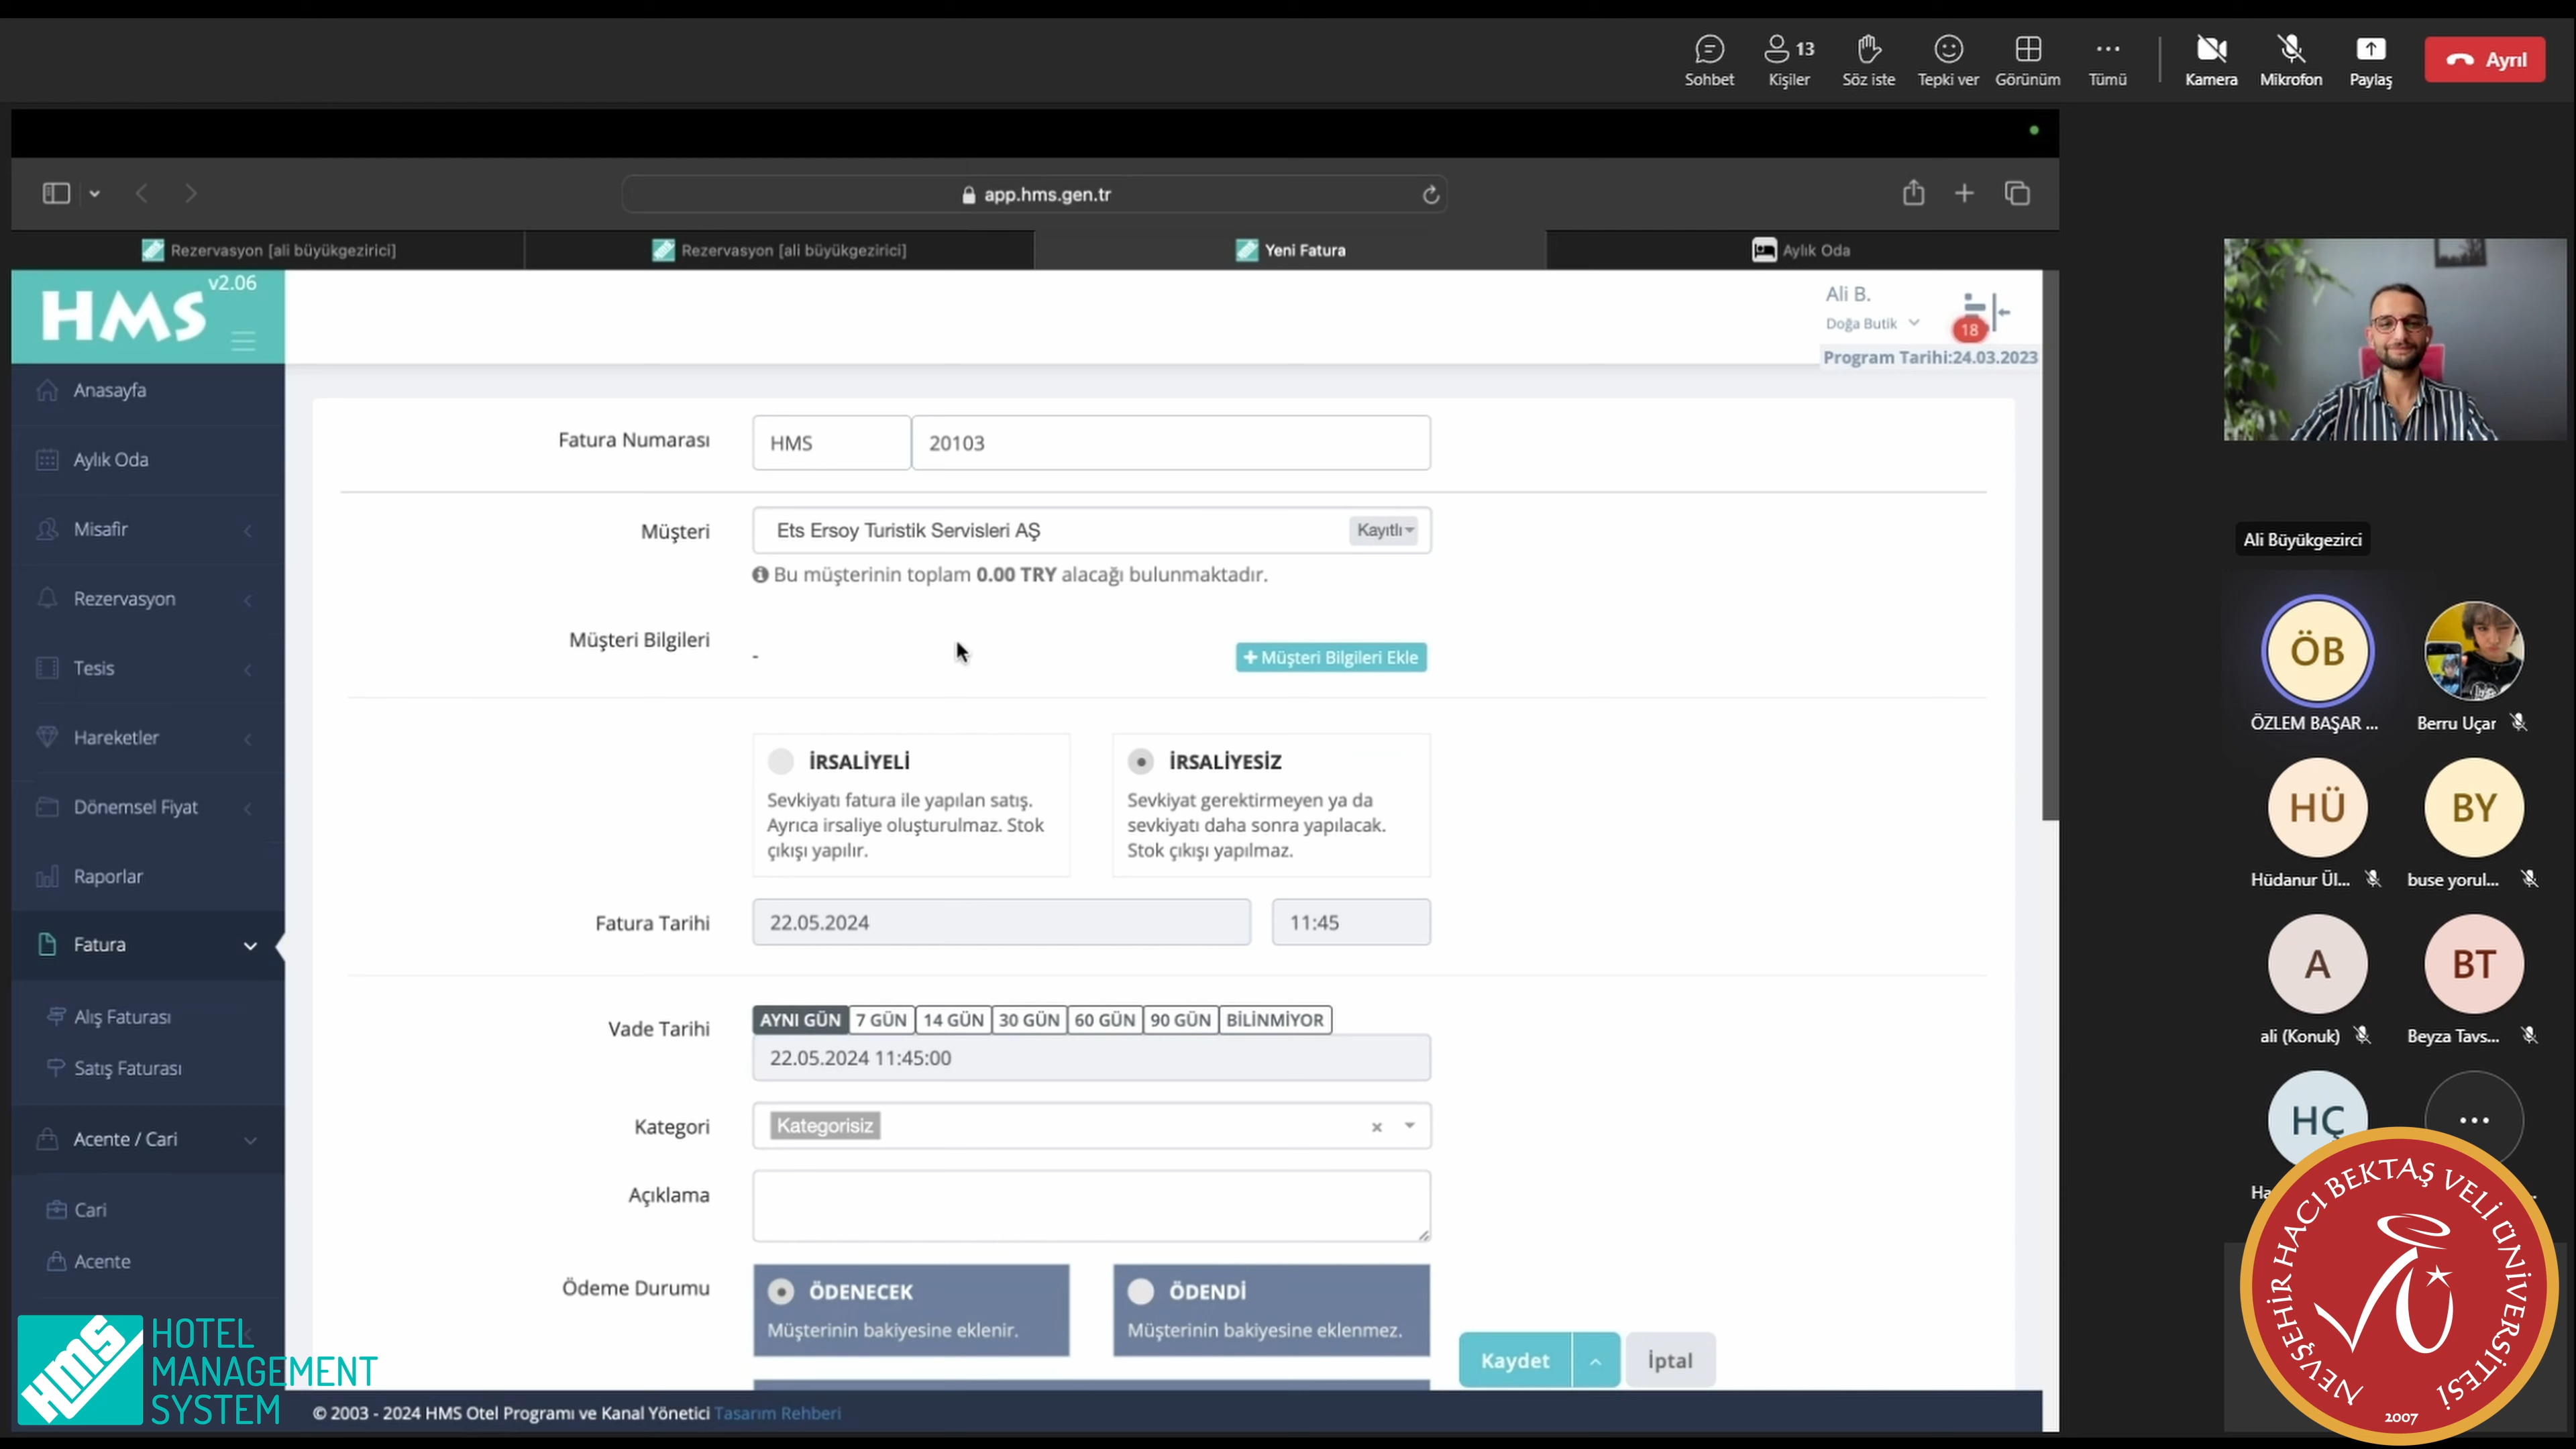 Sohbet
13
Kişiler
Söz iste
Tepki ver
Görünüm
Tümü
Kamera
Mikrofon
Paylaş
Ayrıl
app.hms.gen.tr
Rezervasyon [ali büyükgezirici]
Rezervasyon [ali büyükgezirici]
Yeni Fatura
Aylık Oda
HMS v2.06
Ali B.
Doğa Butik
18
Program Tarihi:24.03.2023
Anasayfa
Aylık Oda
Misafir
Rezervasyon
Tesis
Hareketler
Dönemsel Fiyat
Raporlar
Fatura
Alış Faturası
Satış Faturası
Acente / Cari
Cari
Acente
Fatura Numarası
HMS
20103
Müşteri
Ets Ersoy Turistik Servisleri AŞ
Kayıtlı
Bu müşterinin toplam 0.00 TRY alacağı bulunmaktadır.
Müşteri Bilgileri
-
+ Müşteri Bilgileri Ekle
İRSALİYELİ
Sevkiyatı fatura ile yapılan satış.
Ayrıca irsaliye oluşturulmaz. Stok
çıkışı yapılır.
İRSALİYESİZ
Sevkiyat gerektirmeyen ya da
sevkiyatı daha sonra yapılacak.
Stok çıkışı yapılmaz.
Fatura Tarihi
22.05.2024
11:45
Vade Tarihi
AYNI GÜN
7 GÜN
14 GÜN
30 GÜN
60 GÜN
90 GÜN
BİLİNMİYOR
22.05.2024 11:45:00
Kategori
Kategorisiz
×
Açıklama
Ödeme Durumu
ÖDENECEK
Müşterinin bakiyesine eklenir.
ÖDENDİ
Müşterinin bakiyesine eklenmez.
Kaydet
İptal
© 2003 - 2024 HMS Otel Programı ve Kanal Yönetici Tasarım Rehberi
HMS
HOTEL
MANAGEMENT
SYSTEM
Ali Büyükgezirci
ÖB
ÖZLEM BAŞAR ...
Berru Uçar
HÜ
Hüdanur Ül...
BY
buse yorul...
A
ali (Konuk)
BT
Beyza Tavs...
HÇ
Ha
NEVŞEHİR HACI BEKTAŞ VELİ ÜNİVERSİTESİ
2007